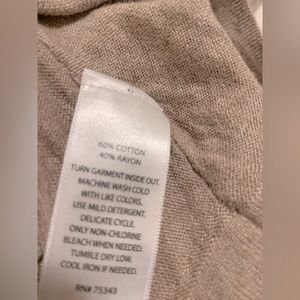 60% COTTON
40% RAYON
TURN GARMENT INSIDE OUT.
MACHINE WASH COLD
WITH LIKE COLORS.
USE MILD DETERGENT.
DELICATE CYCLE.
ONLY NON-CHLORINE
BLEACH WHEN NEEDED.
TUMBLE DRY LOW.
COOL IRON IF NEEDED.
RN# 75343